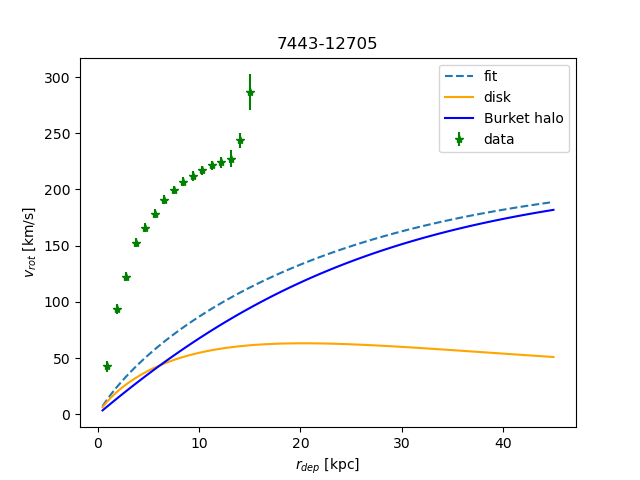 7443-12705
fit
disk
Burket halo
data
300
250
200
150
100
50
0
v_rot [km/s]
0 10 20 30 40
r_dep [kpc]